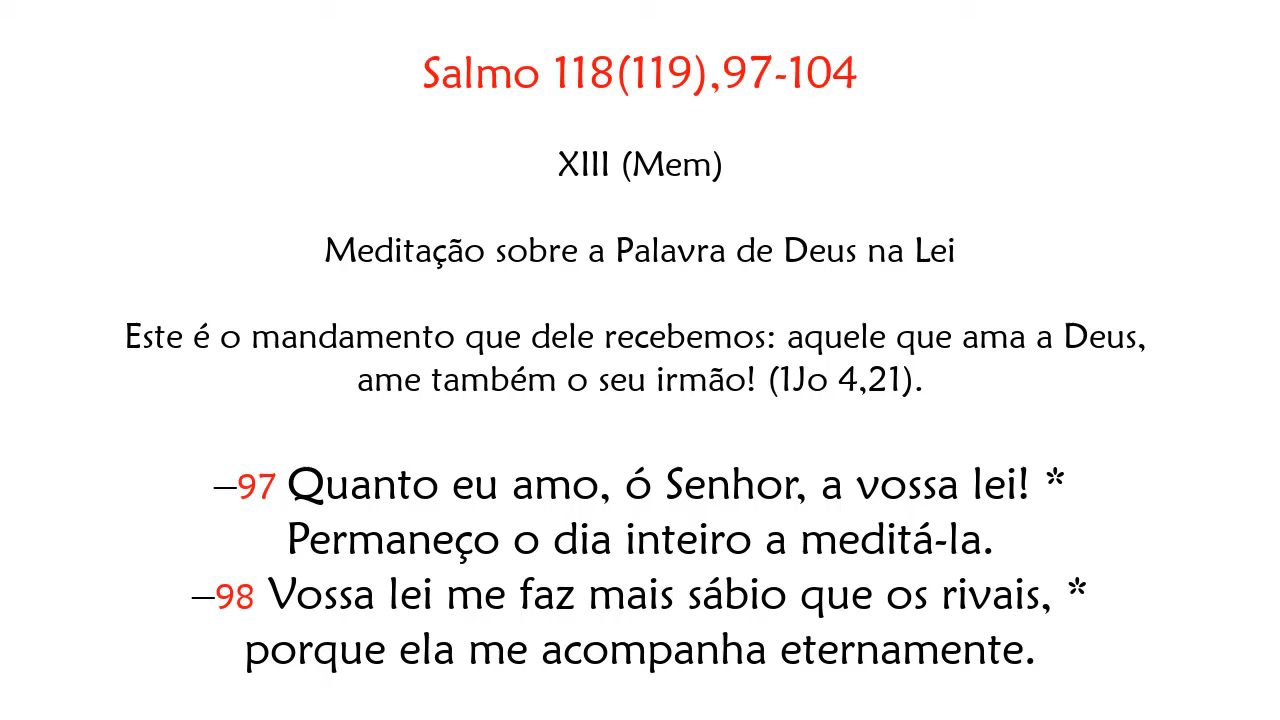 Salmo 118(119),97-104
XIII (Mem)
Meditação sobre a Palavra de Deus na Lei
Este é o mandamento que dele recebemos: aquele que ama a Deus,
ame também o seu irmão! (1Jo 4,21).
–97 Quanto eu amo, ó Senhor, a vossa lei! *
Permaneço o dia inteiro a meditá-la.
–98 Vossa lei me faz mais sábio que os rivais, *
porque ela me acompanha eternamente.